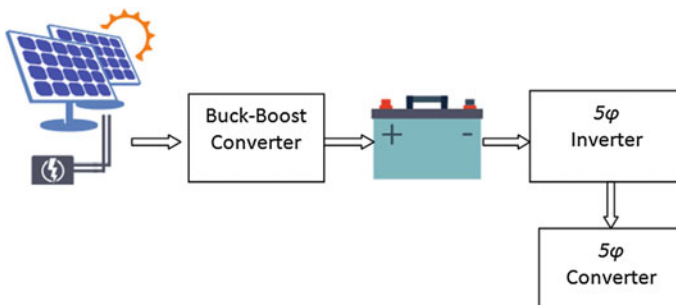 Buck-Boost
Converter
+ -
5φ
Inverter
5φ
Converter